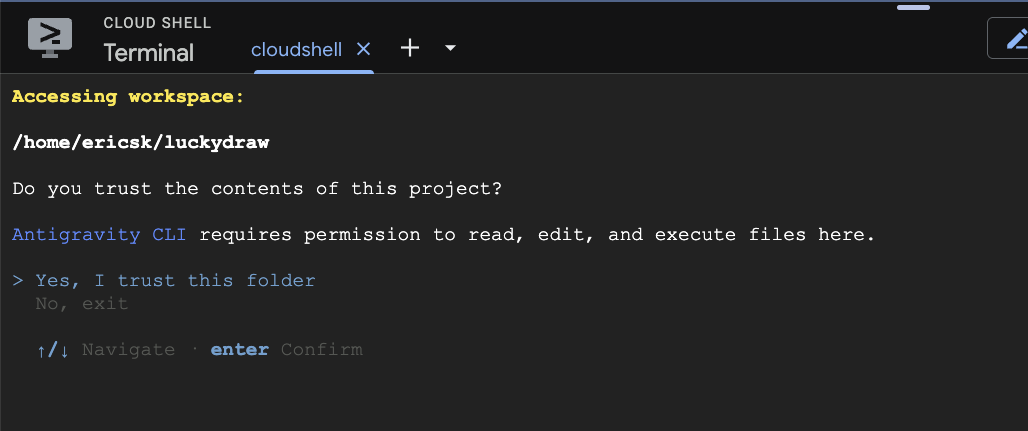 CLOUD SHELL
Terminal
cloudshell
Accessing workspace:
/home/ericsk/luckydraw
Do you trust the contents of this project?
Antigravity CLI requires permission to read, edit, and execute files here.
> Yes, I trust this folder
No, exit
↑/↓ Navigate · enter Confirm